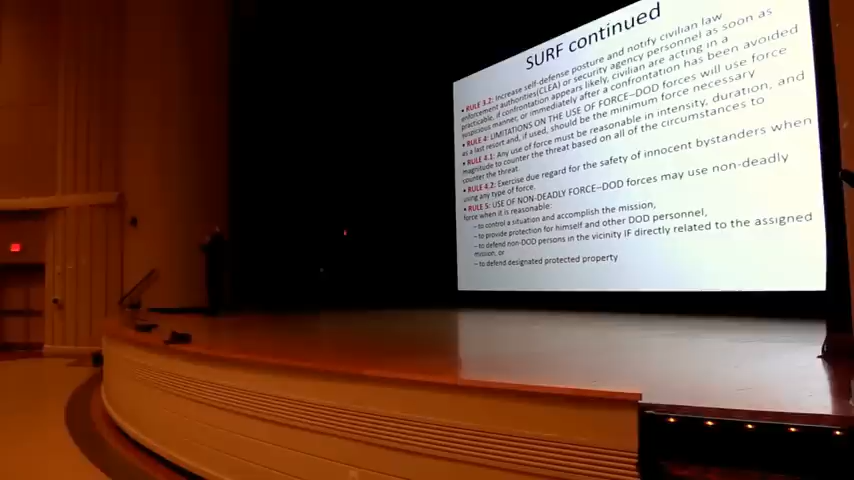 SURF continued
• RULE 3.2: Increase self-defense posture and notify civilian law
enforcement authorities(CLEA) or security agency personnel as soon as
practicable, if confrontation appears likely, civilian are acting in a
suspicious manner, or immediately after a confrontation has been avoided
• RULE 4: LIMITATIONS ON THE USE OF FORCE–DOD forces will use force
as a last resort and, if used, should be the minimum force necessary
• RULE 4.1: Any use of force must be reasonable in intensity, duration, and
magnitude to counter the threat based on all of the circumstances to
counter the threat.
• RULE 4.2: Exercise due regard for the safety of innocent bystanders when
using any type of force.
• RULE 5: USE OF NON-DEADLY FORCE–DOD forces may use non-deadly
force when it is reasonable:
– to control a situation and accomplish the mission,
– to provide protection for himself and other DOD personnel,
– to defend non-DOD persons in the vicinity IF directly related to the assigned
mission, or
– to defend designated protected property